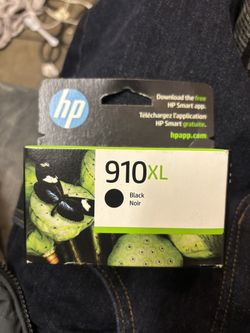 hp
Download the free
HP Smart app.
Téléchargez l'application
HP Smart gratuite.
hpapp.com
910XL
Black
Noir